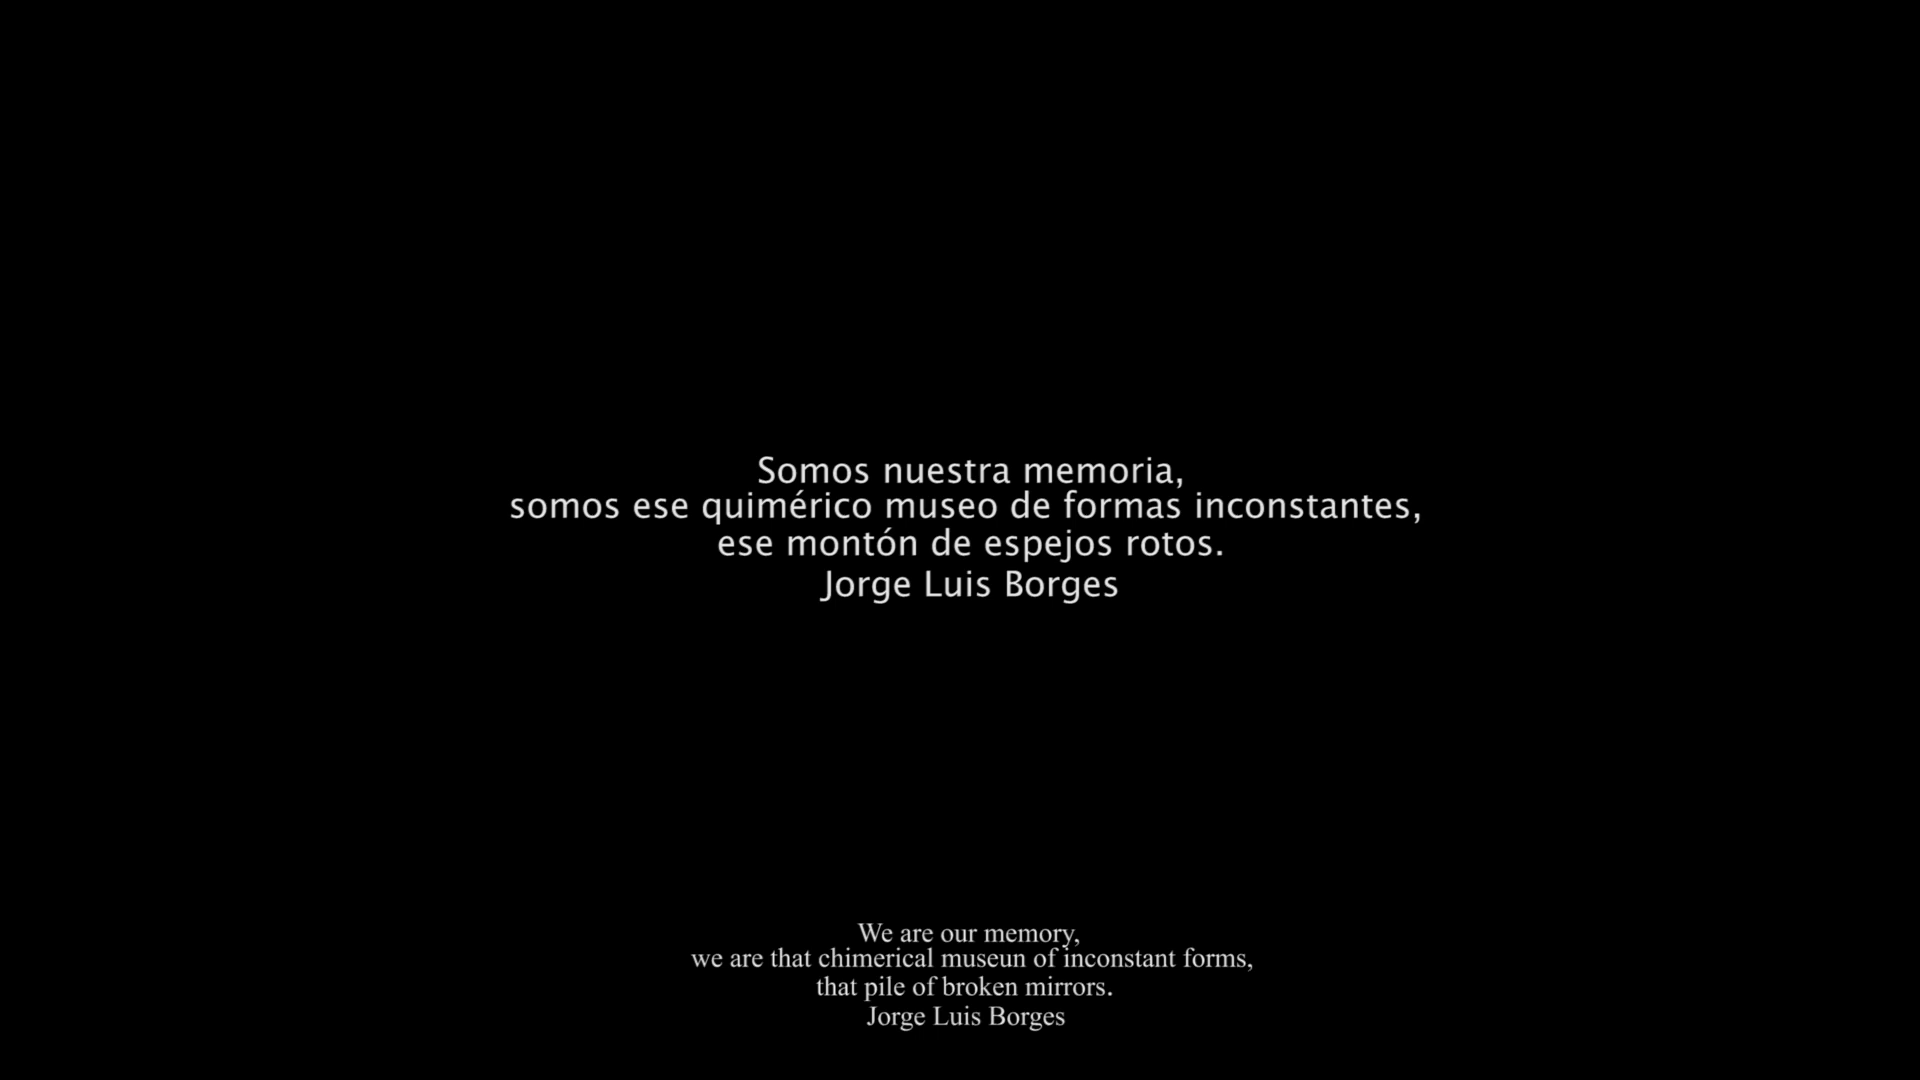 Somos nuestra memoria,
somos ese quimérico museo de formas inconstantes,
ese montón de espejos rotos.
Jorge Luis Borges
We are our memory,
we are that chimerical museun of inconstant forms,
that pile of broken mirrors.
Jorge Luis Borges